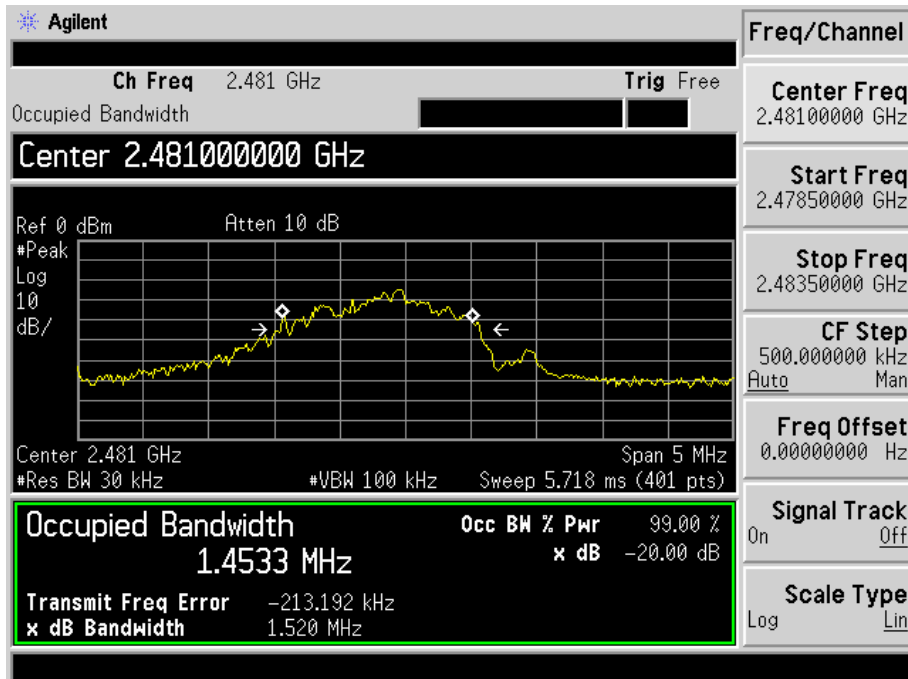 Agilent
Freq/Channel
Ch Freq 2.481 GHz Trig Free
Occupied Bandwidth
Center 2.481000000 GHz
Ref 0 dBm Atten 10 dB
#Peak
Log
10
dB/
Center 2.481 GHz Span 5 MHz
#Res BW 30 kHz #VBW 100 kHz Sweep 5.718 ms (401 pts)
Occupied Bandwidth Occ BW % Pwr 99.00 %
1.4533 MHz x dB -20.00 dB
Transmit Freq Error -213.192 kHz
x dB Bandwidth 1.520 MHz
Center Freq
2.48100000 GHz
Start Freq
2.47850000 GHz
Stop Freq
2.48350000 GHz
CF Step
500.000000 kHz
Auto Man
Freq Offset
0.00000000 Hz
Signal Track
On Off
Scale Type
Log Lin